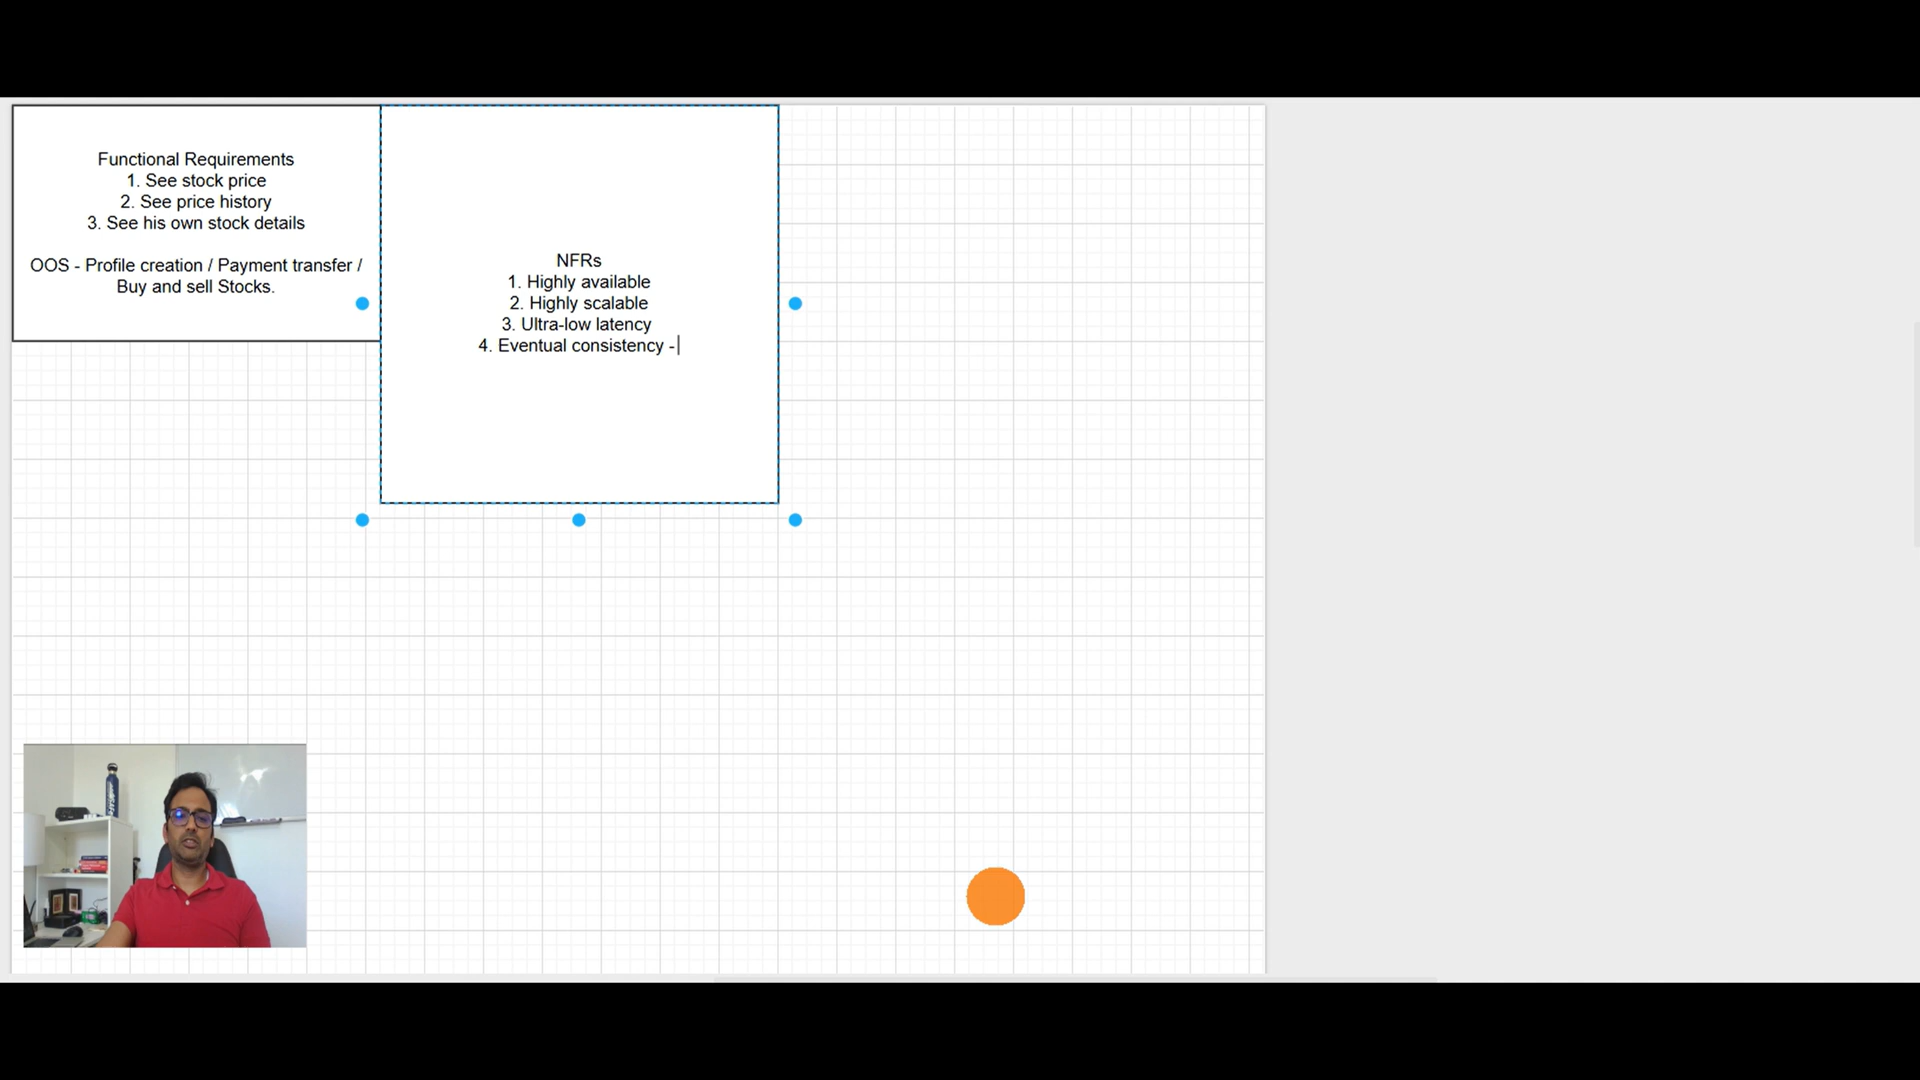 Functional Requirements
1. See stock price
2. See price history
3. See his own stock details
OOS - Profile creation / Payment transfer /
Buy and sell Stocks.
NFRs
1. Highly available
2. Highly scalable
3. Ultra-low latency
4. Eventual consistency -